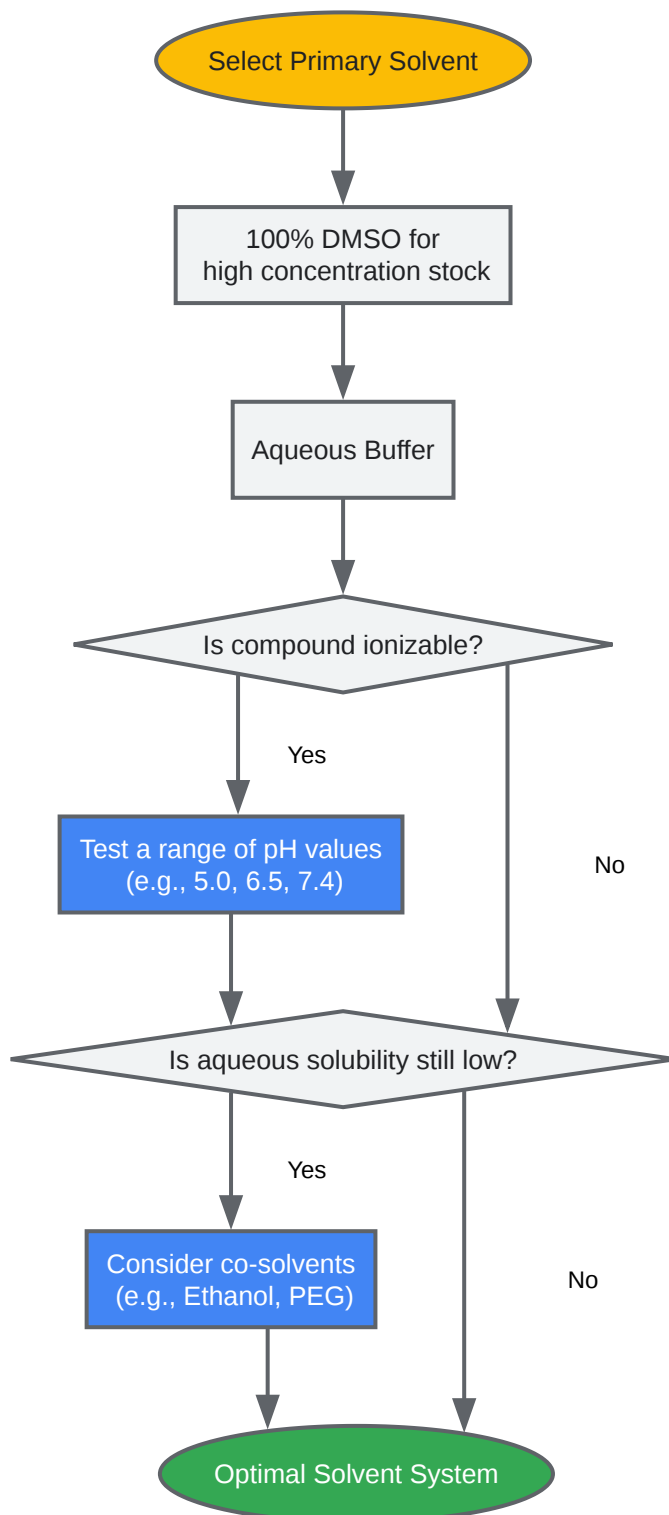 Select Primary Solvent
100% DMSO for
high concentration stock
Aqueous Buffer
Is compound ionizable?
Yes
Test a range of pH values
(e.g., 5.0, 6.5, 7.4)
No
Is aqueous solubility still low?
Yes
Consider co-solvents
(e.g., Ethanol, PEG)
No
Optimal Solvent System